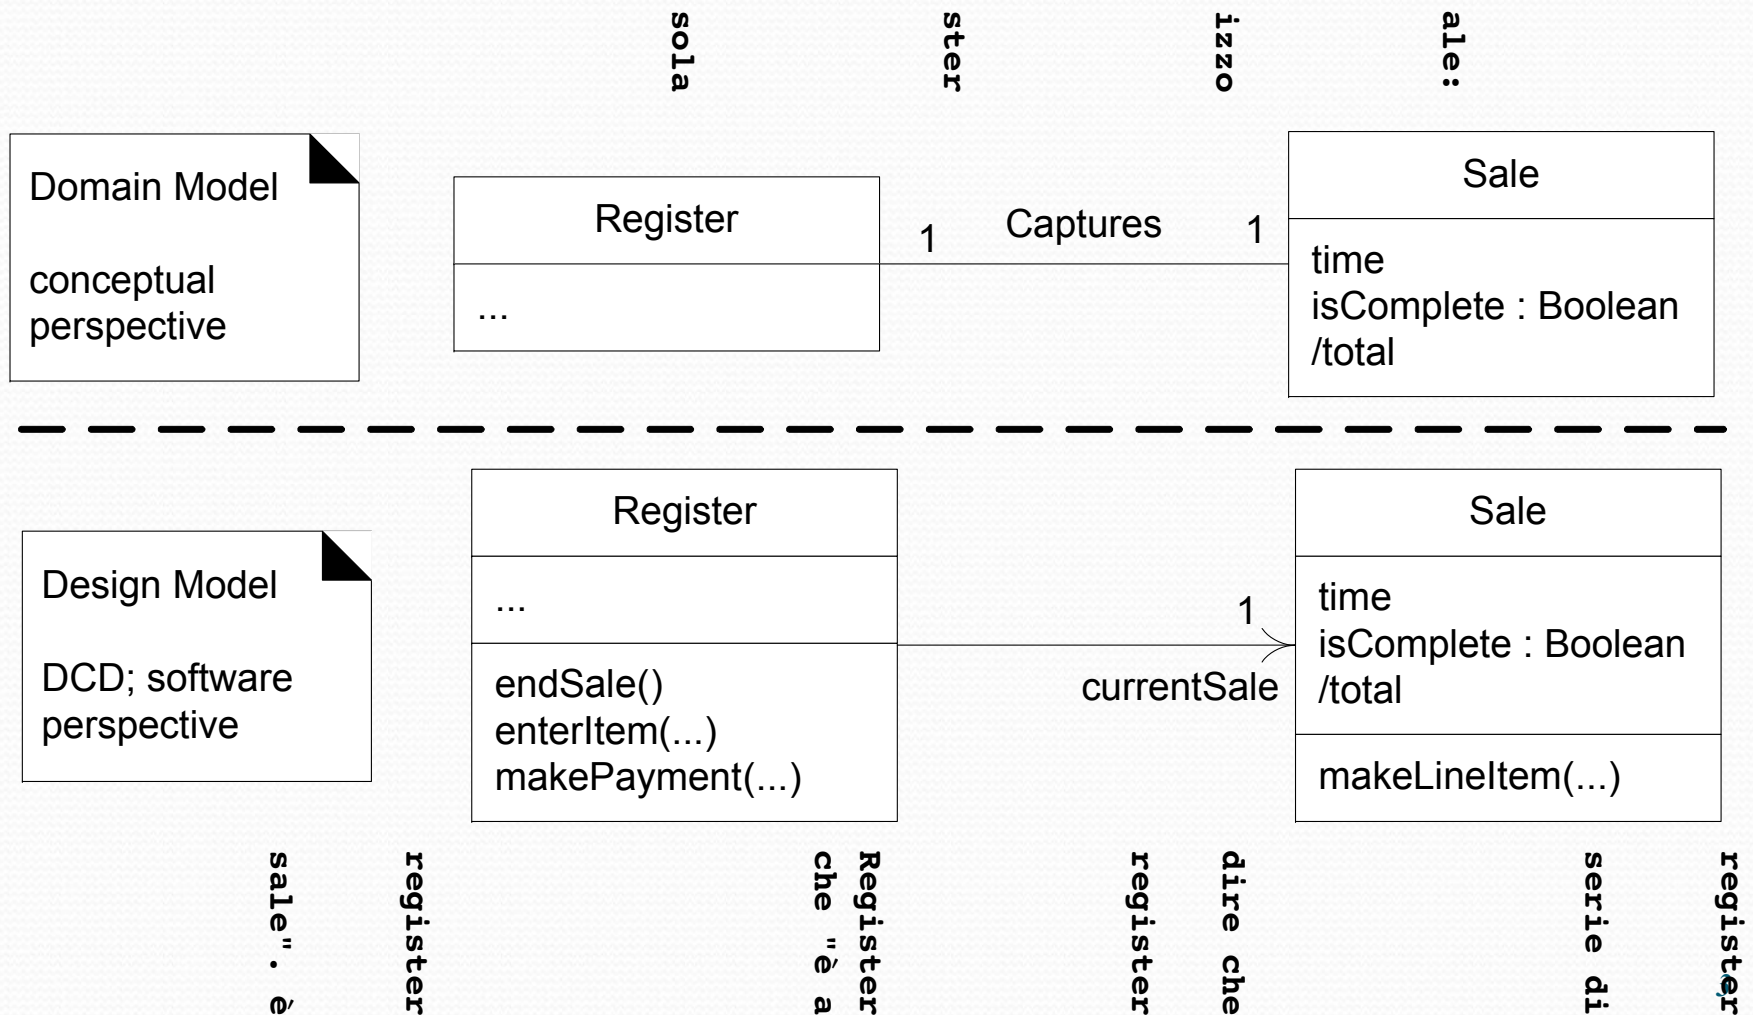 sola
ster
izzo
ale:
Domain Model
conceptual
perspective
Register
...
1
Captures
1
Sale
time
isComplete : Boolean
/total
Design Model
DCD; software
perspective
Register
...
endSale()
enterItem(...)
makePayment(...)
1
currentSale
Sale
time
isComplete : Boolean
/total
makeLineItem(...)
sale". è
register
che "è a
Register
register
dire che
serie di
register